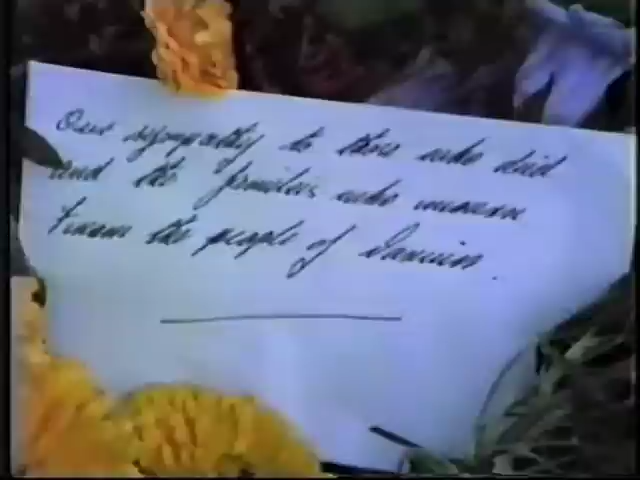 Our sympathy to those who died
and the families who mourn
From the people of Darwin.